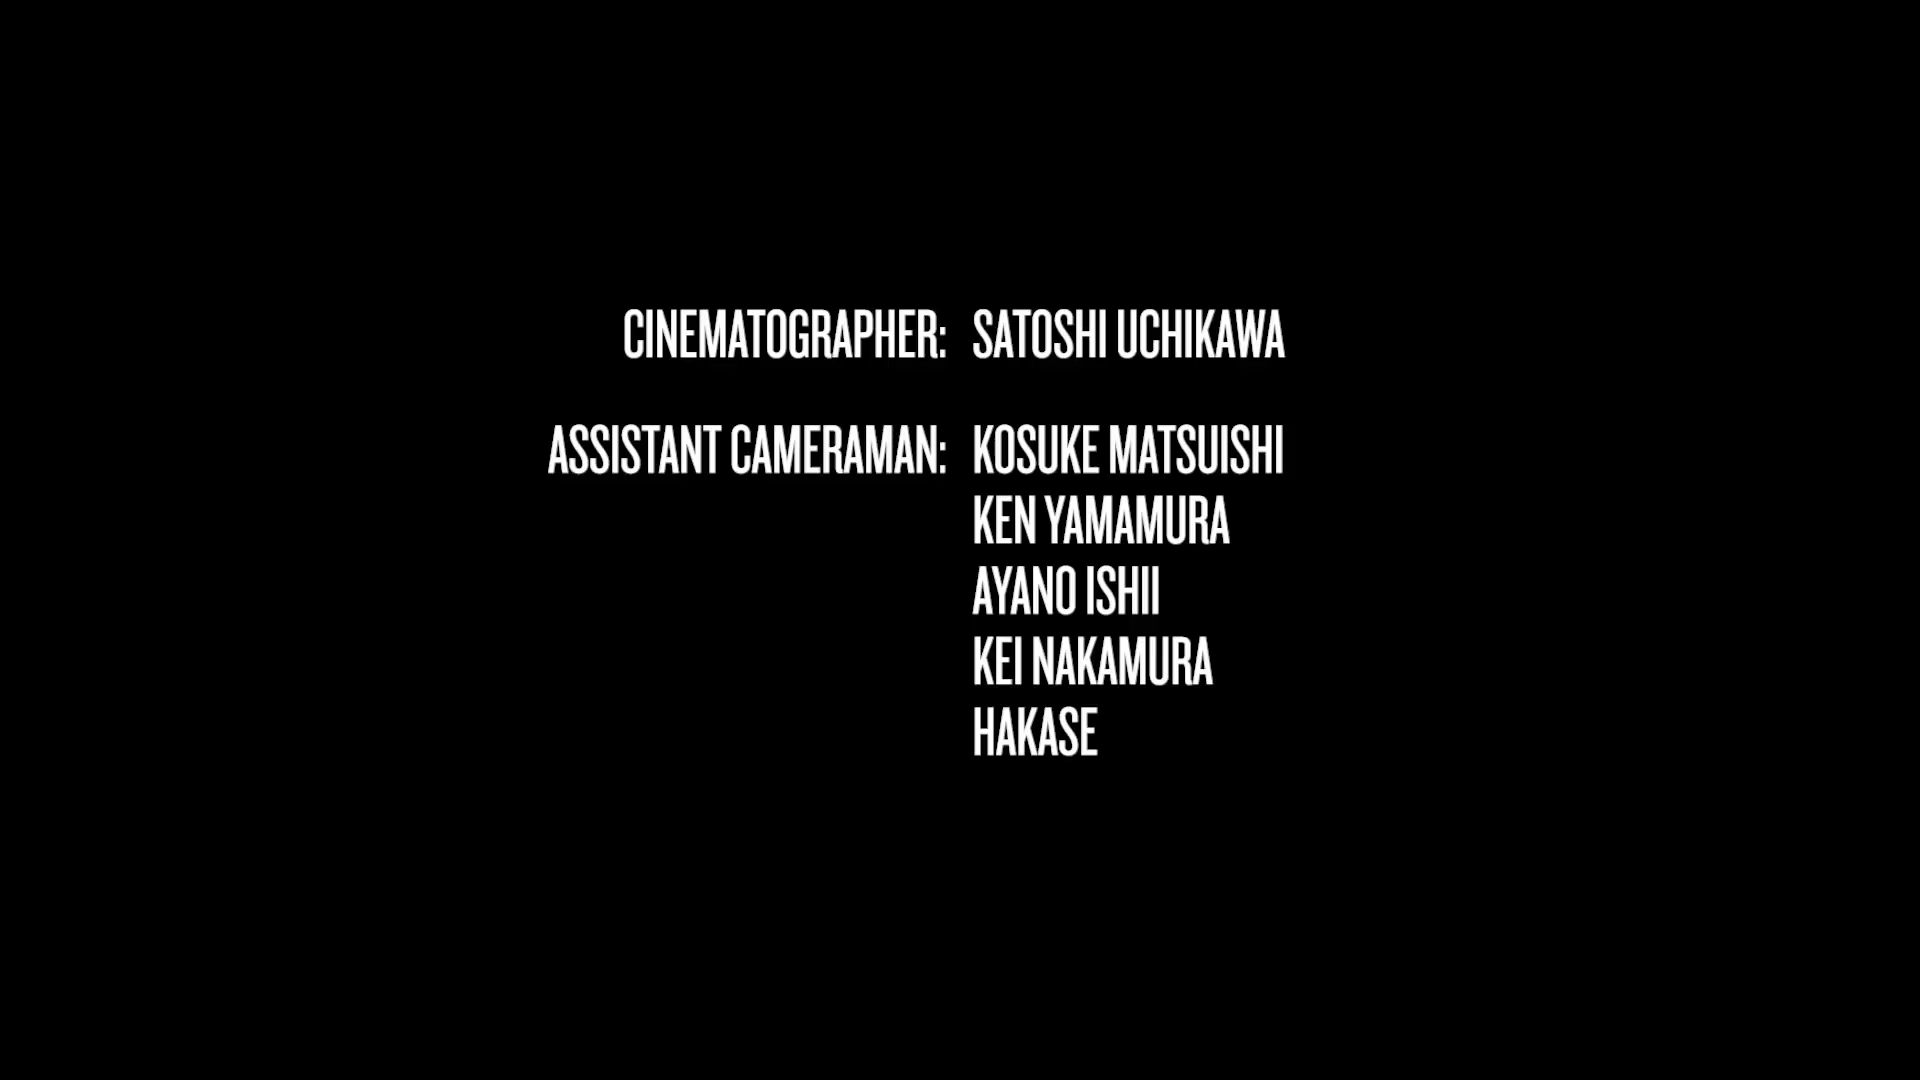 CINEMATOGRAPHER: SATOSHI UCHIKAWA
ASSISTANT CAMERAMAN: KOSUKE MATSUISHI
KEN YAMAMURA
AYANO ISHII
KEI NAKAMURA
HAKASE